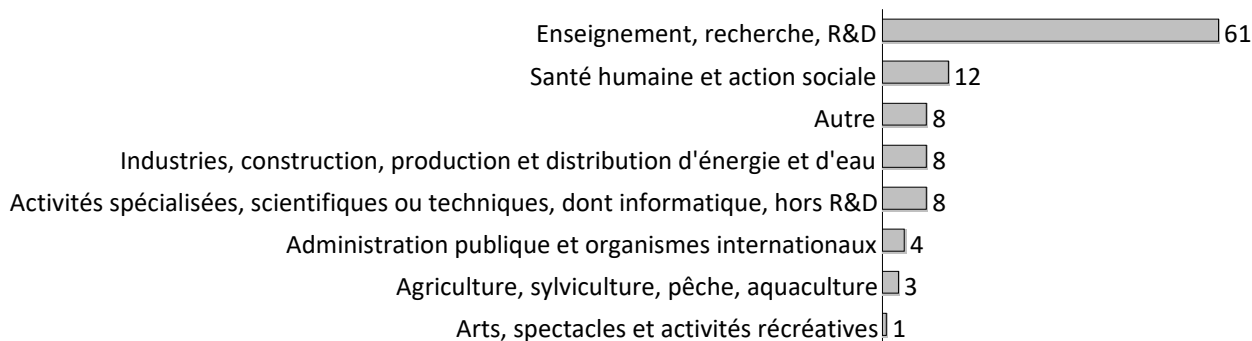 Enseignement, recherche, R&D 61
Santé humaine et action sociale 12
Autre 8
Industries, construction, production et distribution d'énergie et d'eau 8
Activités spécialisées, scientifiques ou techniques, dont informatique, hors R&D 8
Administration publique et organismes internationaux 4
Agriculture, sylviculture, pêche, aquaculture 3
Arts, spectacles et activités récréatives 1